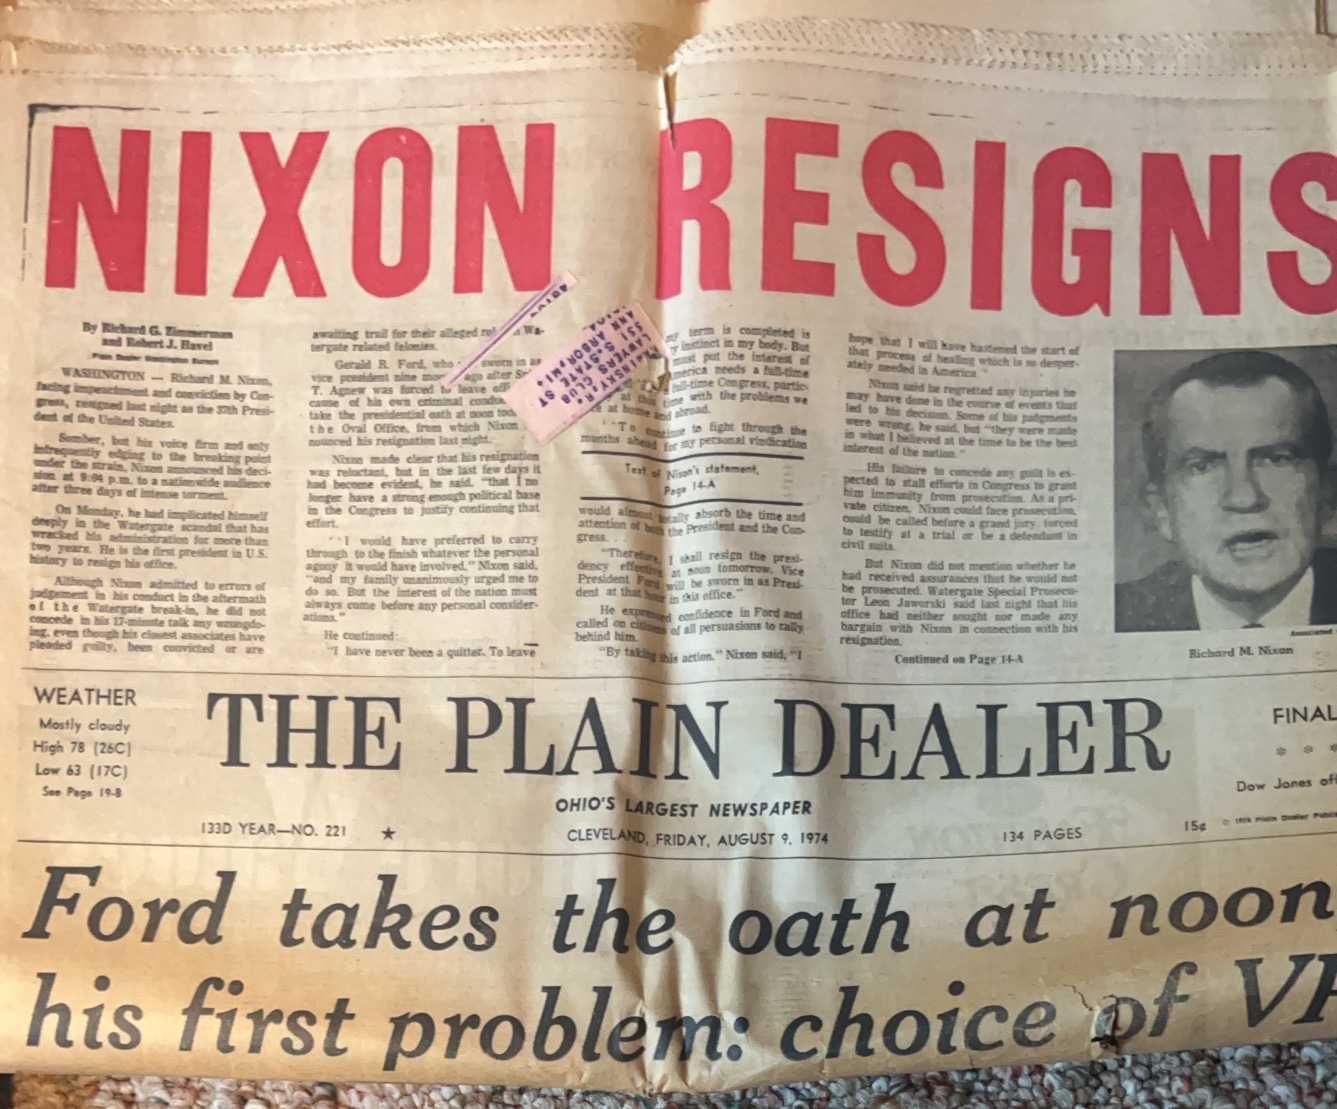 NIXON RESIGNS
By Richard G. Zimmerman
and Robert J. Havel
Plain Dealer Washington Bureau
WASHINGTON — Richard M. Nixon,
facing impeachment and conviction by Con-
gress, resigned last night as the 37th Presi-
dent of the United States.
Somber, but his voice firm and only
infrequently edging to the breaking point
under the strain, Nixon announced his deci-
sion at 9:04 p.m. to a nationwide audience
after three days of intense torment.
On Monday, he had implicated himself
deeply in the Watergate scandal that has
wracked his administration for more than
two years. He is the first president in U.S.
history to resign his office.
Although Nixon admitted to errors of
judgement in his conduct in the aftermath
of the Watergate break-in, he did not
concede in his 17-minute talk any wrongdo-
ing, even though his closest associates have
pleaded guilty, been convicted or are
awaiting trail for their alleged Wa-
tergate related felonies.
Gerald R. Ford, who sworn in as
vice president nine ago after
T. Agnew was forced to leave
cause of his own criminal
take the presidential oath at noon
the Oval Office, from which Nixon
nounced his resignation last night.
Nixon made clear that his resignation
was reluctant, but in the last few days it
had become evident, he said, "that I no
longer have a strong enough political base
in the Congress to justify continuing that
effort.
"I would have preferred to carry
through to the finish whatever the personal
agony it would have involved," Nixon said,
"and my family unanimously urged me to
do so. But the interest of the nation must
always come before any personal consider-
ations."
He continued:
"I have never been a quitter. To leave
term is completed is
instinct in my body. But
must put the interest of
America needs a full-time
full-time Congress, partic-
at this time with the problems we
at home and abroad.
"To continue to fight through the
months ahead for my personal vindication
Text of Nixon's statement,
Page 14-A
would almost totally absorb the time and
attention of both the President and the Con-
gress. . .
"Therefore, I shall resign the presi-
dency effective at noon tomorrow. Vice
President Ford will be sworn in as Presi-
dent at that hour in this office."
He expressed confidence in Ford and
called on citizens of all persuasions to rally
behind him.
"By taking this action," Nixon said, "I
hope that I will have hastened the start of
that process of healing which is so desper-
ately needed in America."
Nixon said he regretted any injuries he
may have done in the course of events that
led to his decision. Some of his judgments
were wrong, he said, but "they were made
in what I believed at the time to be the best
interest of the nation."
His failure to concede any guilt is ex-
pected to stall efforts in Congress to grant
him immunity from prosecution. As a pri-
vate citizen, Nixon could face prosecution,
could be called before a grand jury, forced
to testify at a trial or be a defendant in
civil suits.
But Nixon did not mention whether he
had received assurances that he would not
be prosecuted. Watergate Special Prosecu-
tor Leon Jaworski said last night that his
office had neither sought nor made any
bargain with Nixon in connection with his
resignation.
Continued on Page 14-A
LAWYERS CLUB
551 S. STATE ST
ANN ARBOR MI
Associated
Richard M. Nixon
WEATHER
Mostly cloudy
High 78 (26C)
Low 63 (17C)
See Page 19-B
THE PLAIN DEALER
OHIO'S LARGEST NEWSPAPER
FINAL
* * *
Dow Jones off
133D YEAR—NO. 221 ★ CLEVELAND, FRIDAY, AUGUST 9, 1974 134 PAGES 15¢ © 1974 Plain Dealer
Ford takes the oath at noon
his first problem: choice of VP